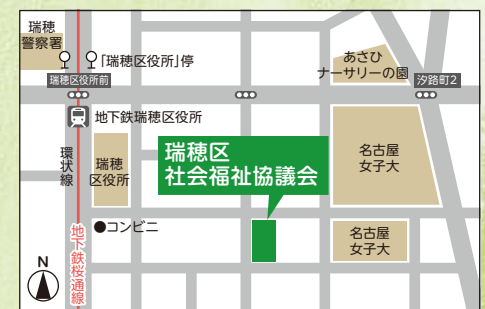 瑞穂
警察署
「瑞穂区役所」停
瑞穂区役所前
あさひ
ナーサリーの園
汐路町2
地下鉄瑞穂区役所
環状線
瑞穂
区役所
瑞穂区
社会福祉協議会
名古屋
女子大
●コンビニ
名古屋
女子大
地下鉄桜通線
N